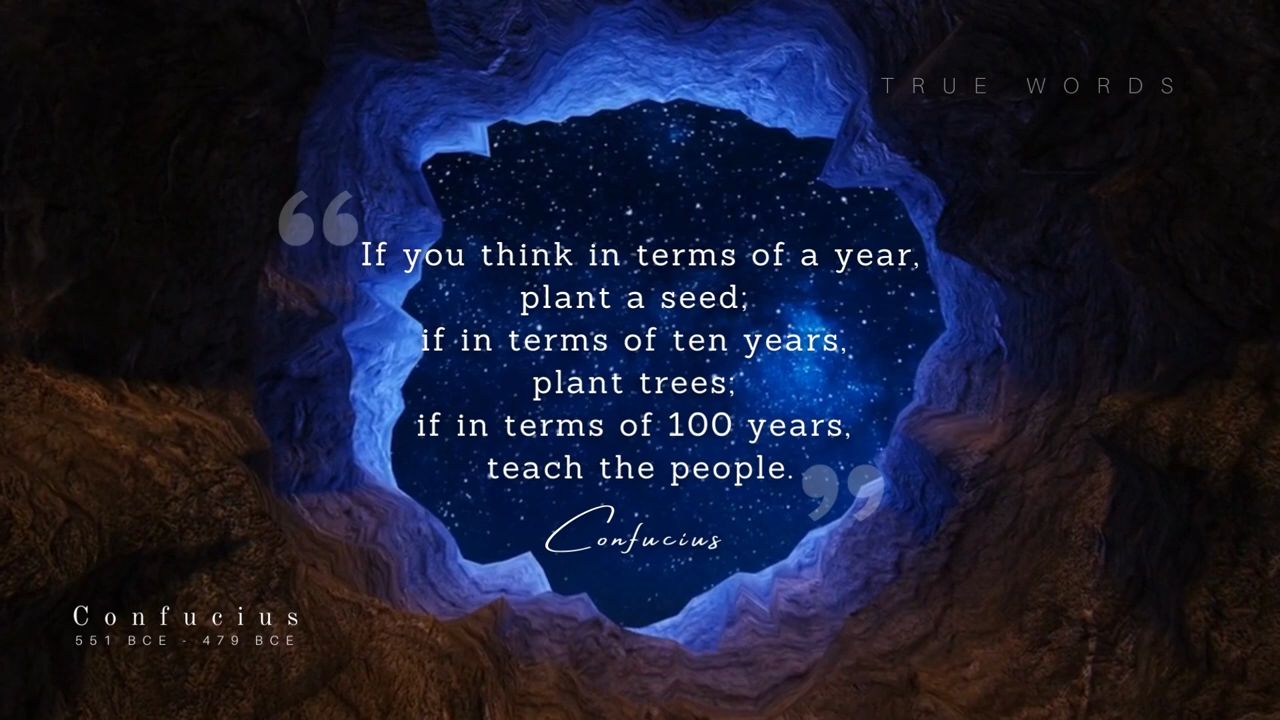 TRUE WORDS
“If you think in terms of a year,
plant a seed;
if in terms of ten years,
plant trees;
if in terms of 100 years,
teach the people.”
Confucius
Confucius
551 BCE - 479 BCE